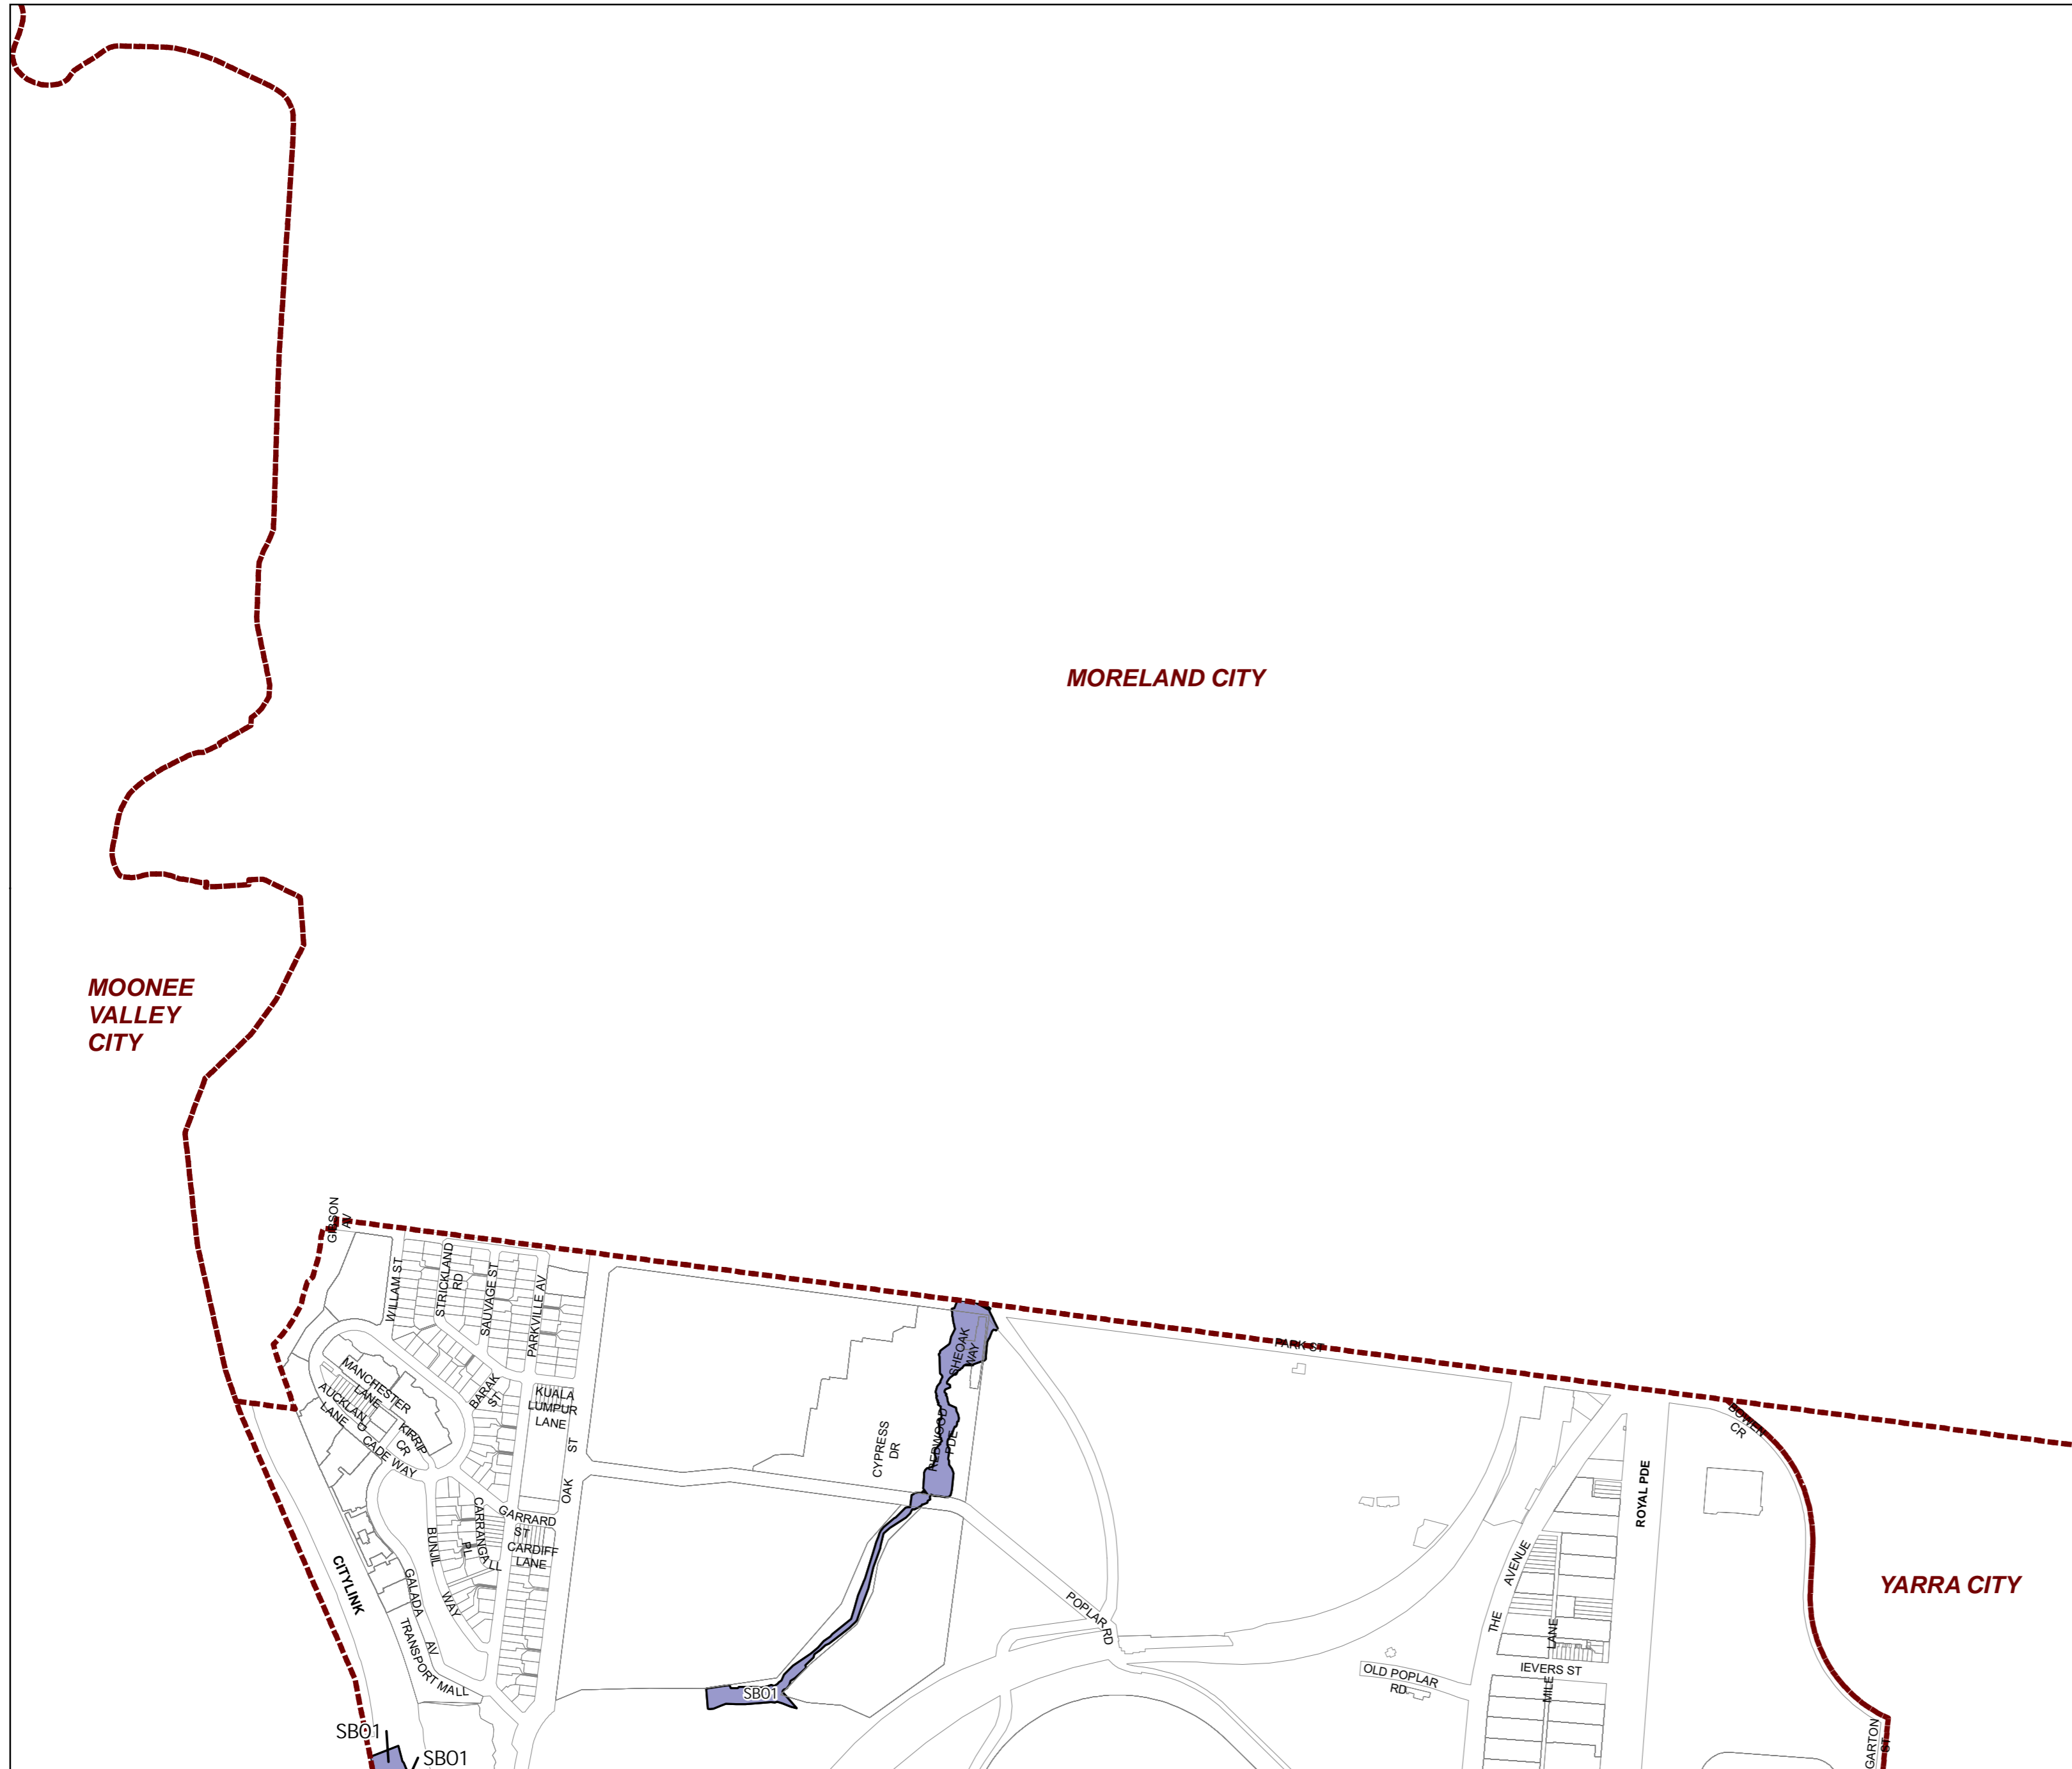 MORELAND CITY
MOONEE
VALLEY
CITY
GIBSON
AV
WILLAM ST
STRICKLAND
RD
SAUVAGE ST
PARKVILLE AV
SHEOAK
WAY
PARK ST
MANCHESTER
LANE
AUCKLAND
LANE
BARAK
ST
KUALA
LUMPUR
LANE
KIRRIP
CR
CADE WAY
OAK ST
CYPRESS
DR
REDWOOD
PDE
BOWEN
CR
ROYAL PDE
CARRANGALL
PL
GARRARD
ST
CARDIFF
LANE
BUNJIL WAY
CITYLINK
GALADA AV
TRANSPORT MALL
POPLAR RD
THE AVENUE
YARRA CITY
OLD POPLAR
RD
MILE LANE
IEVERS ST
GARTON
ST
SBO1
SBO1
SBO1